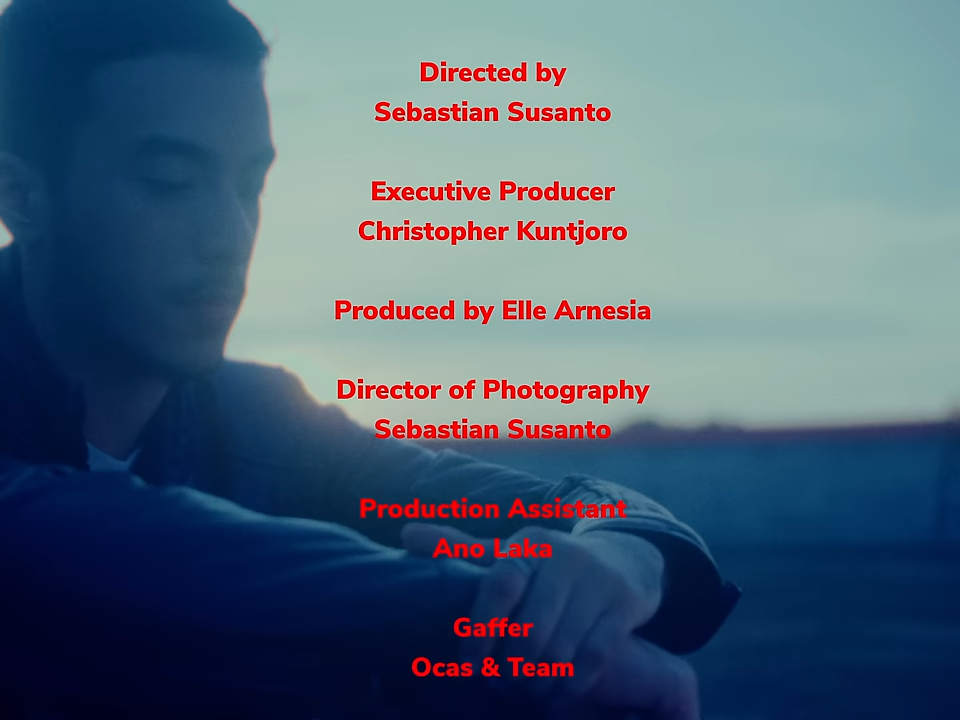 Directed by
Sebastian Susanto
Executive Producer
Christopher Kuntjoro
Produced by Elle Arnesia
Director of Photography
Sebastian Susanto
Production Assistant
Ano Laka
Gaffer
Ocas & Team